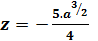 z = − 5.a^3/2 / 4